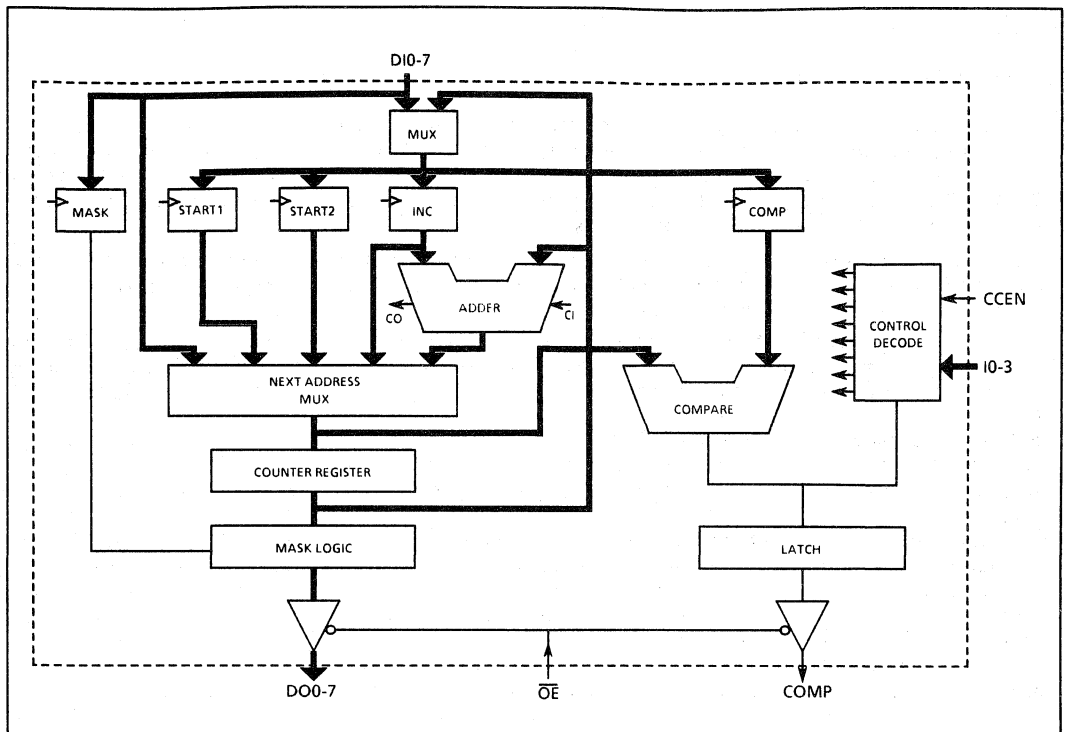 DI0-7
MUX
MASK
START1
START2
INC
COMP
ADDER
CO
CI
CONTROL
DECODE
CCEN
I0-3
NEXT ADDRESS
MUX
COMPARE
COUNTER REGISTER
MASK LOGIC
LATCH
DO0-7
OE
COMP